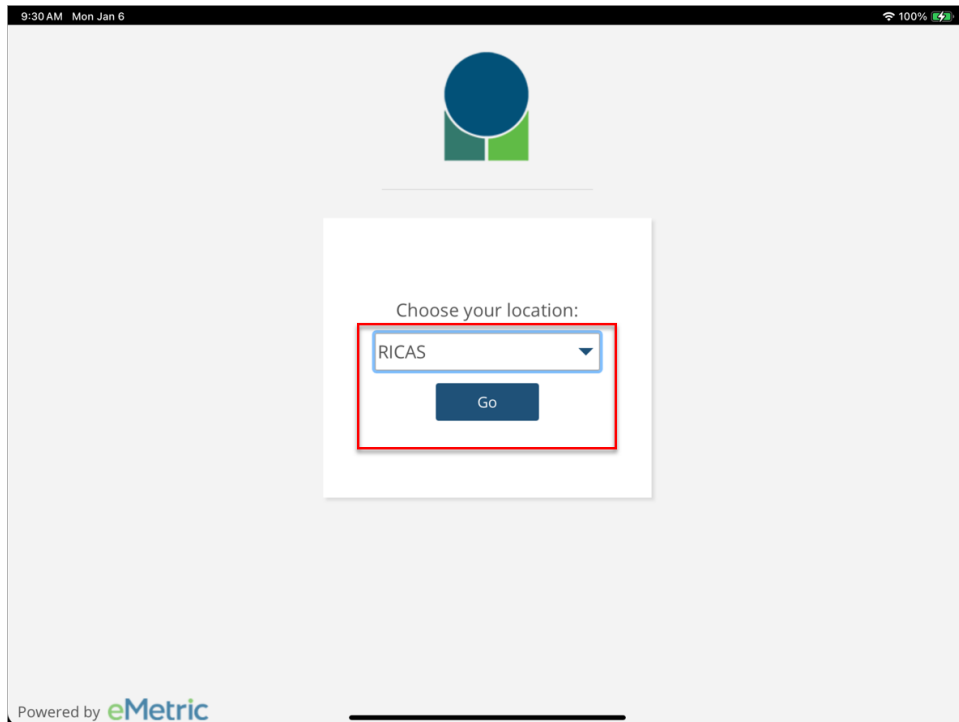 9:30 AM Mon Jan 6
100%
Choose your location:
RICAS
Go
Powered by eMetric